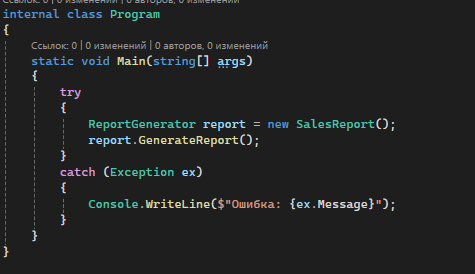 Ссылок: 0 | 0 изменений | 0 авторов, 0 изменений
internal class Program
{
Ссылок: 0 | 0 изменений | 0 авторов, 0 изменений
static void Main(string[] args)
{
try
{
ReportGenerator report = new SalesReport();
report.GenerateReport();
}
catch (Exception ex)
{
Console.WriteLine($"Ошибка: {ex.Message}");
}
}
}